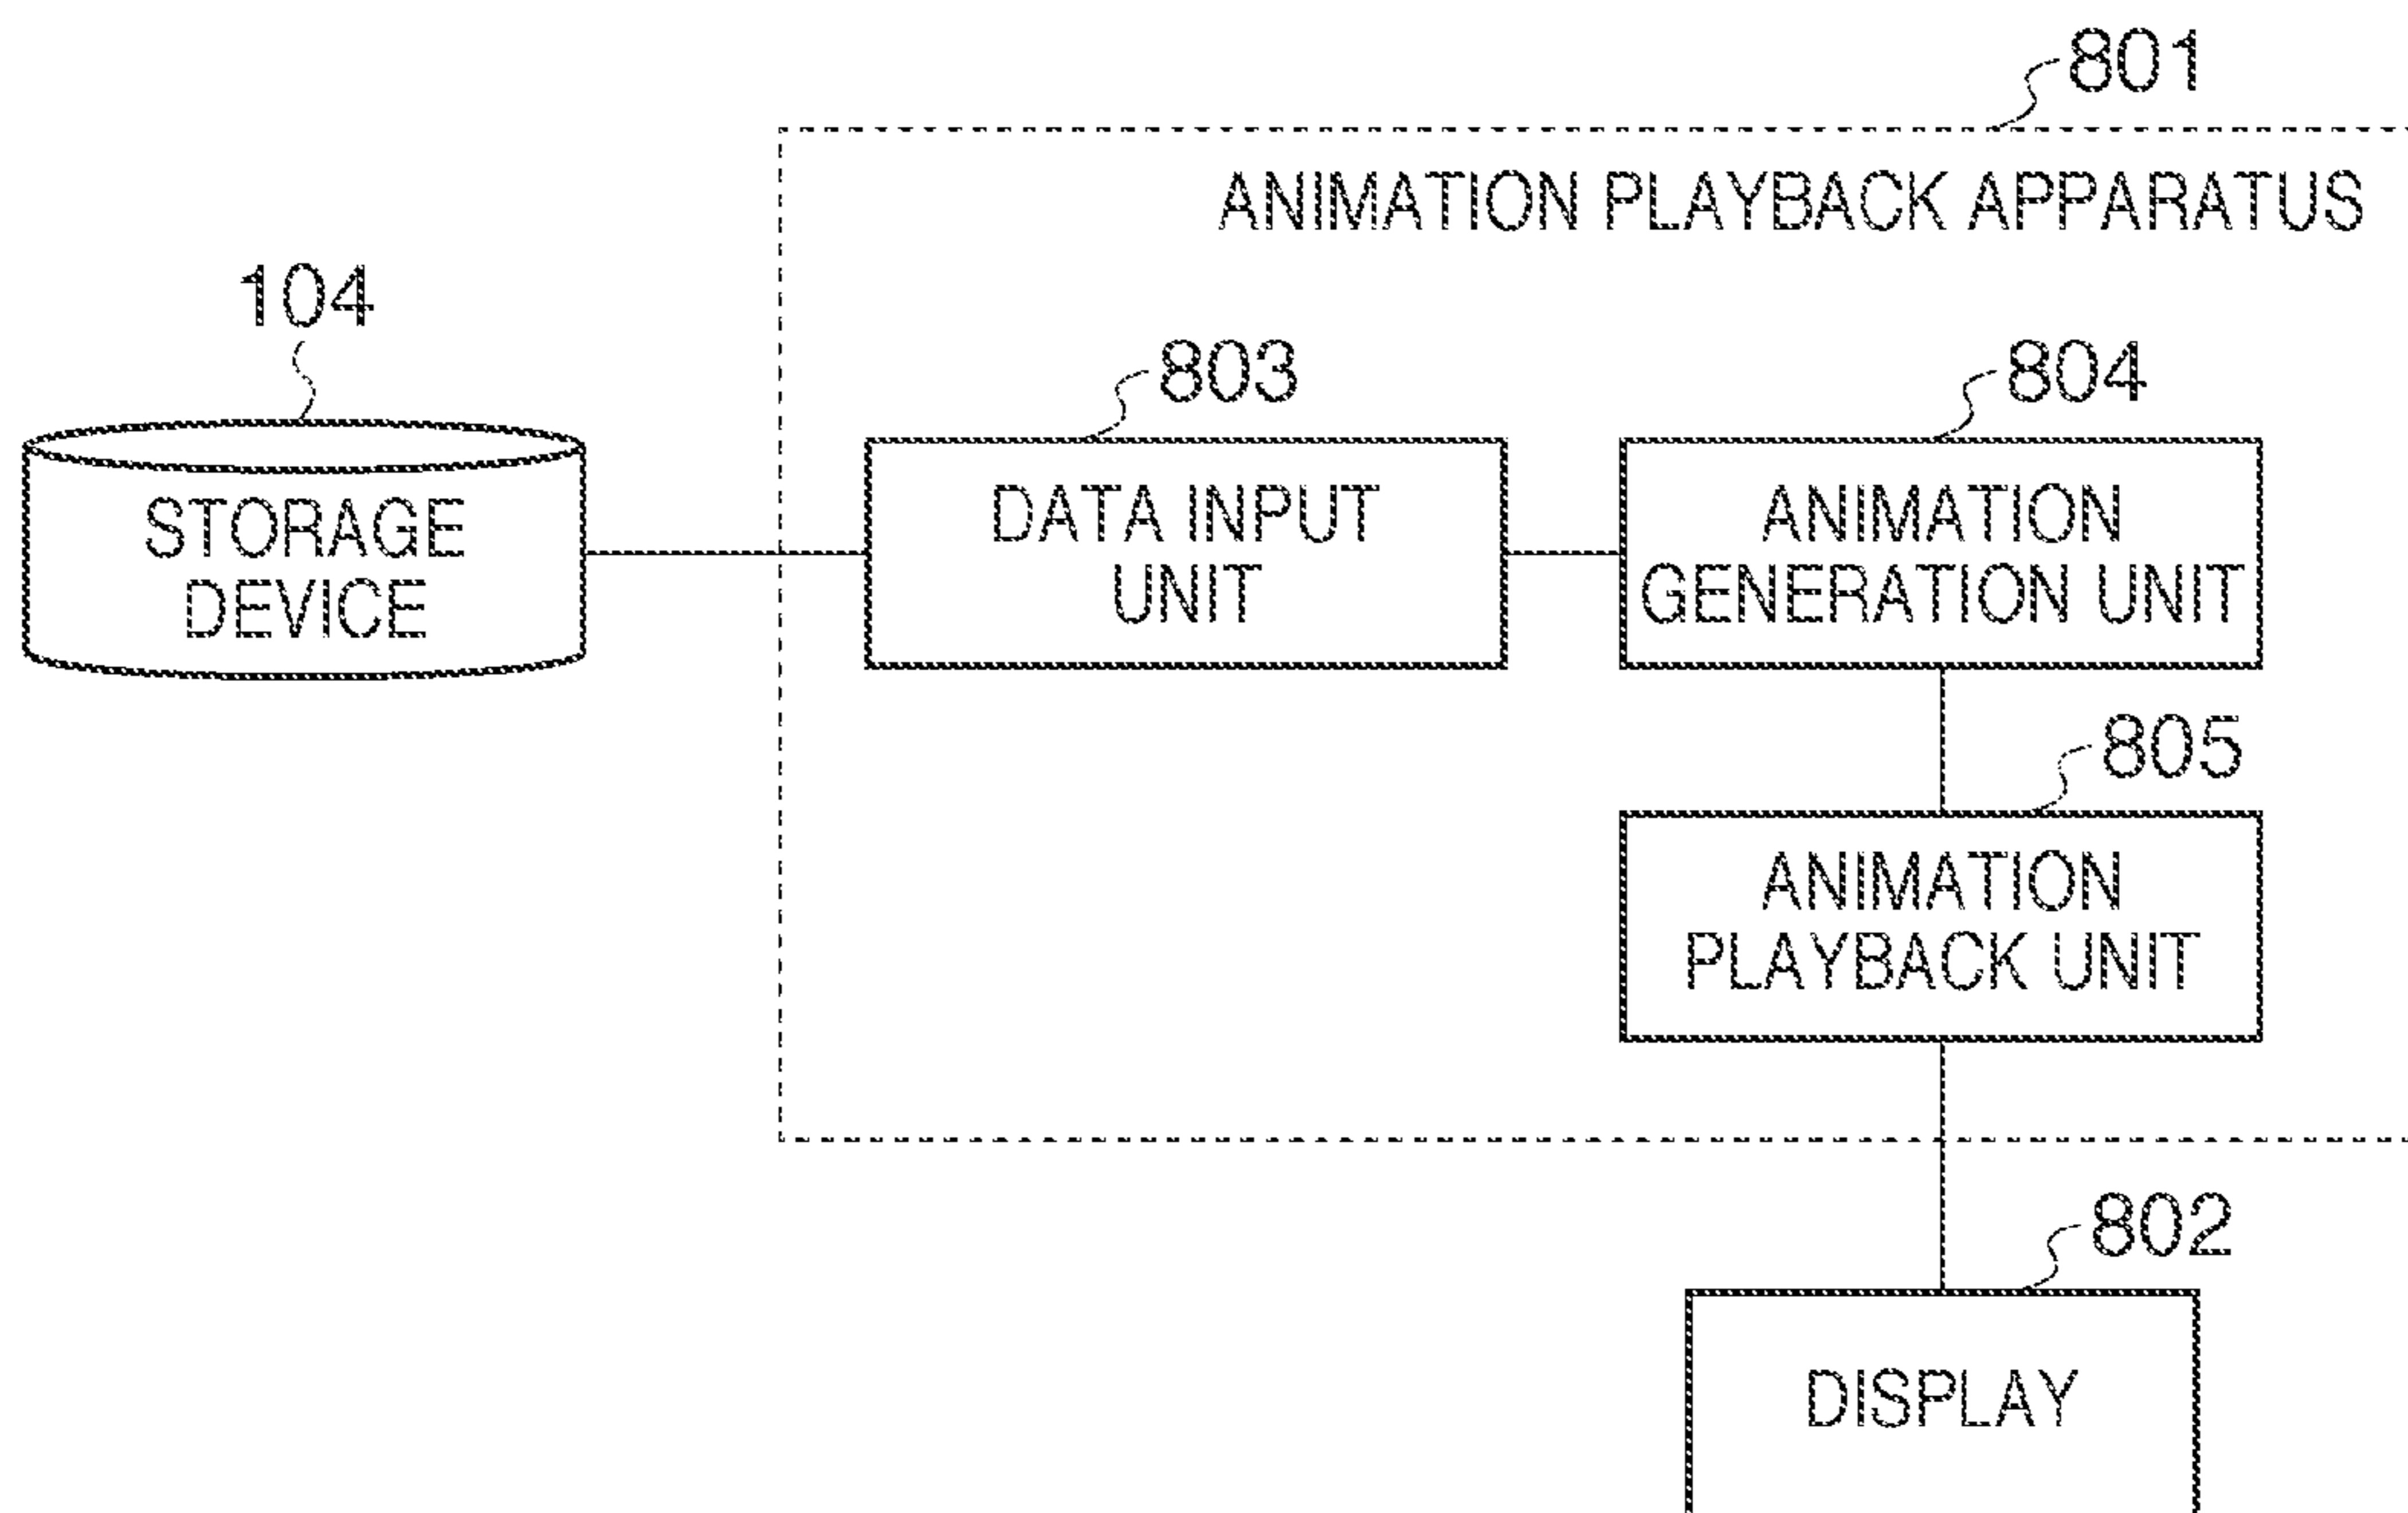 801
ANIMATION PLAYBACK APPARATUS
104
803
804
STORAGE
DEVICE
DATA INPUT
UNIT
ANIMATION
GENERATION UNIT
805
ANIMATION
PLAYBACK UNIT
802
DISPLAY